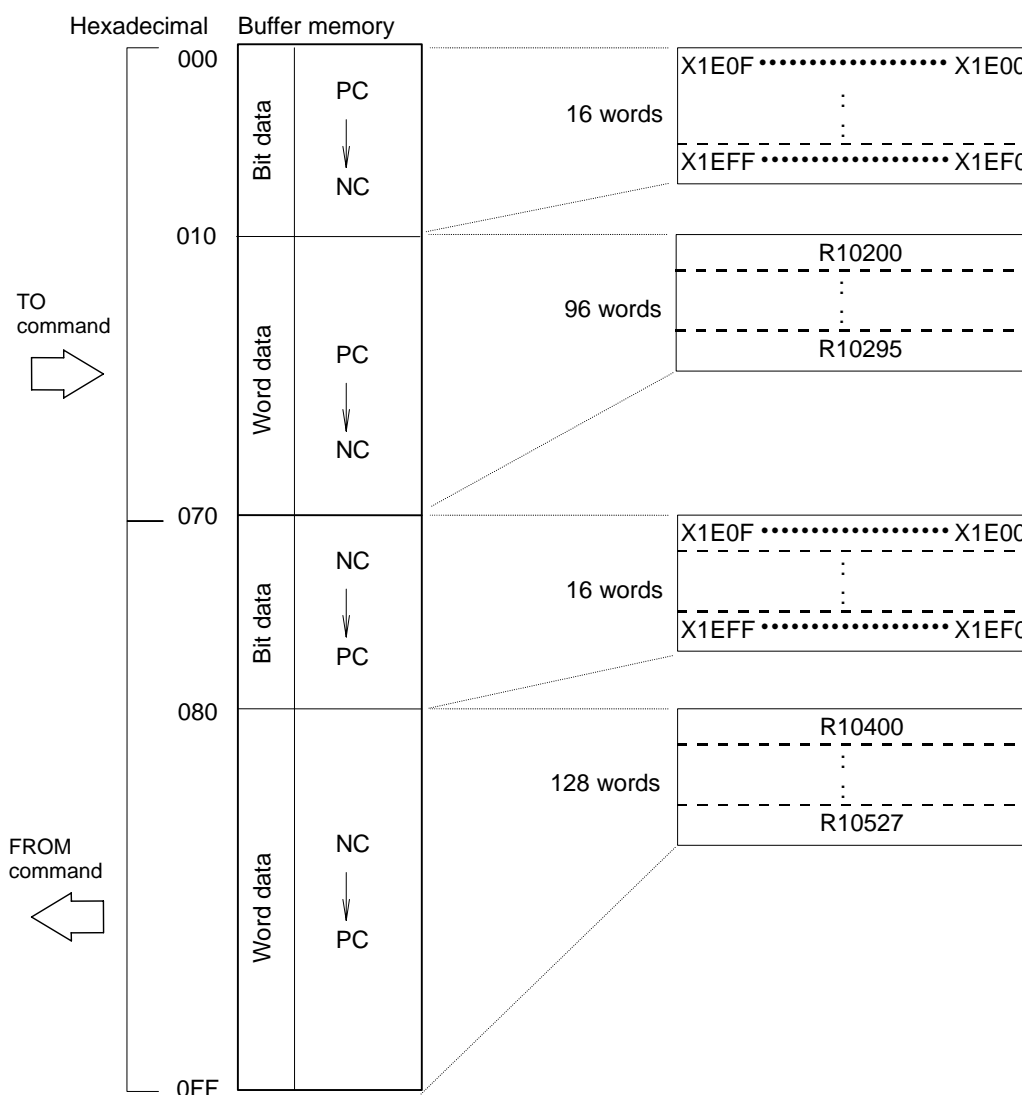 Hexadecimal Buffer memory
000
Bit data
PC
NC
16 words
X1E0F X1E00
X1EFF X1EF0
010
TO
command
Word data
PC
NC
96 words
R10200
R10295
070
Bit data
NC
PC
16 words
X1E0F X1E00
X1EFF X1EF0
080
FROM
command
Word data
NC
PC
128 words
R10400
R10527
0FF